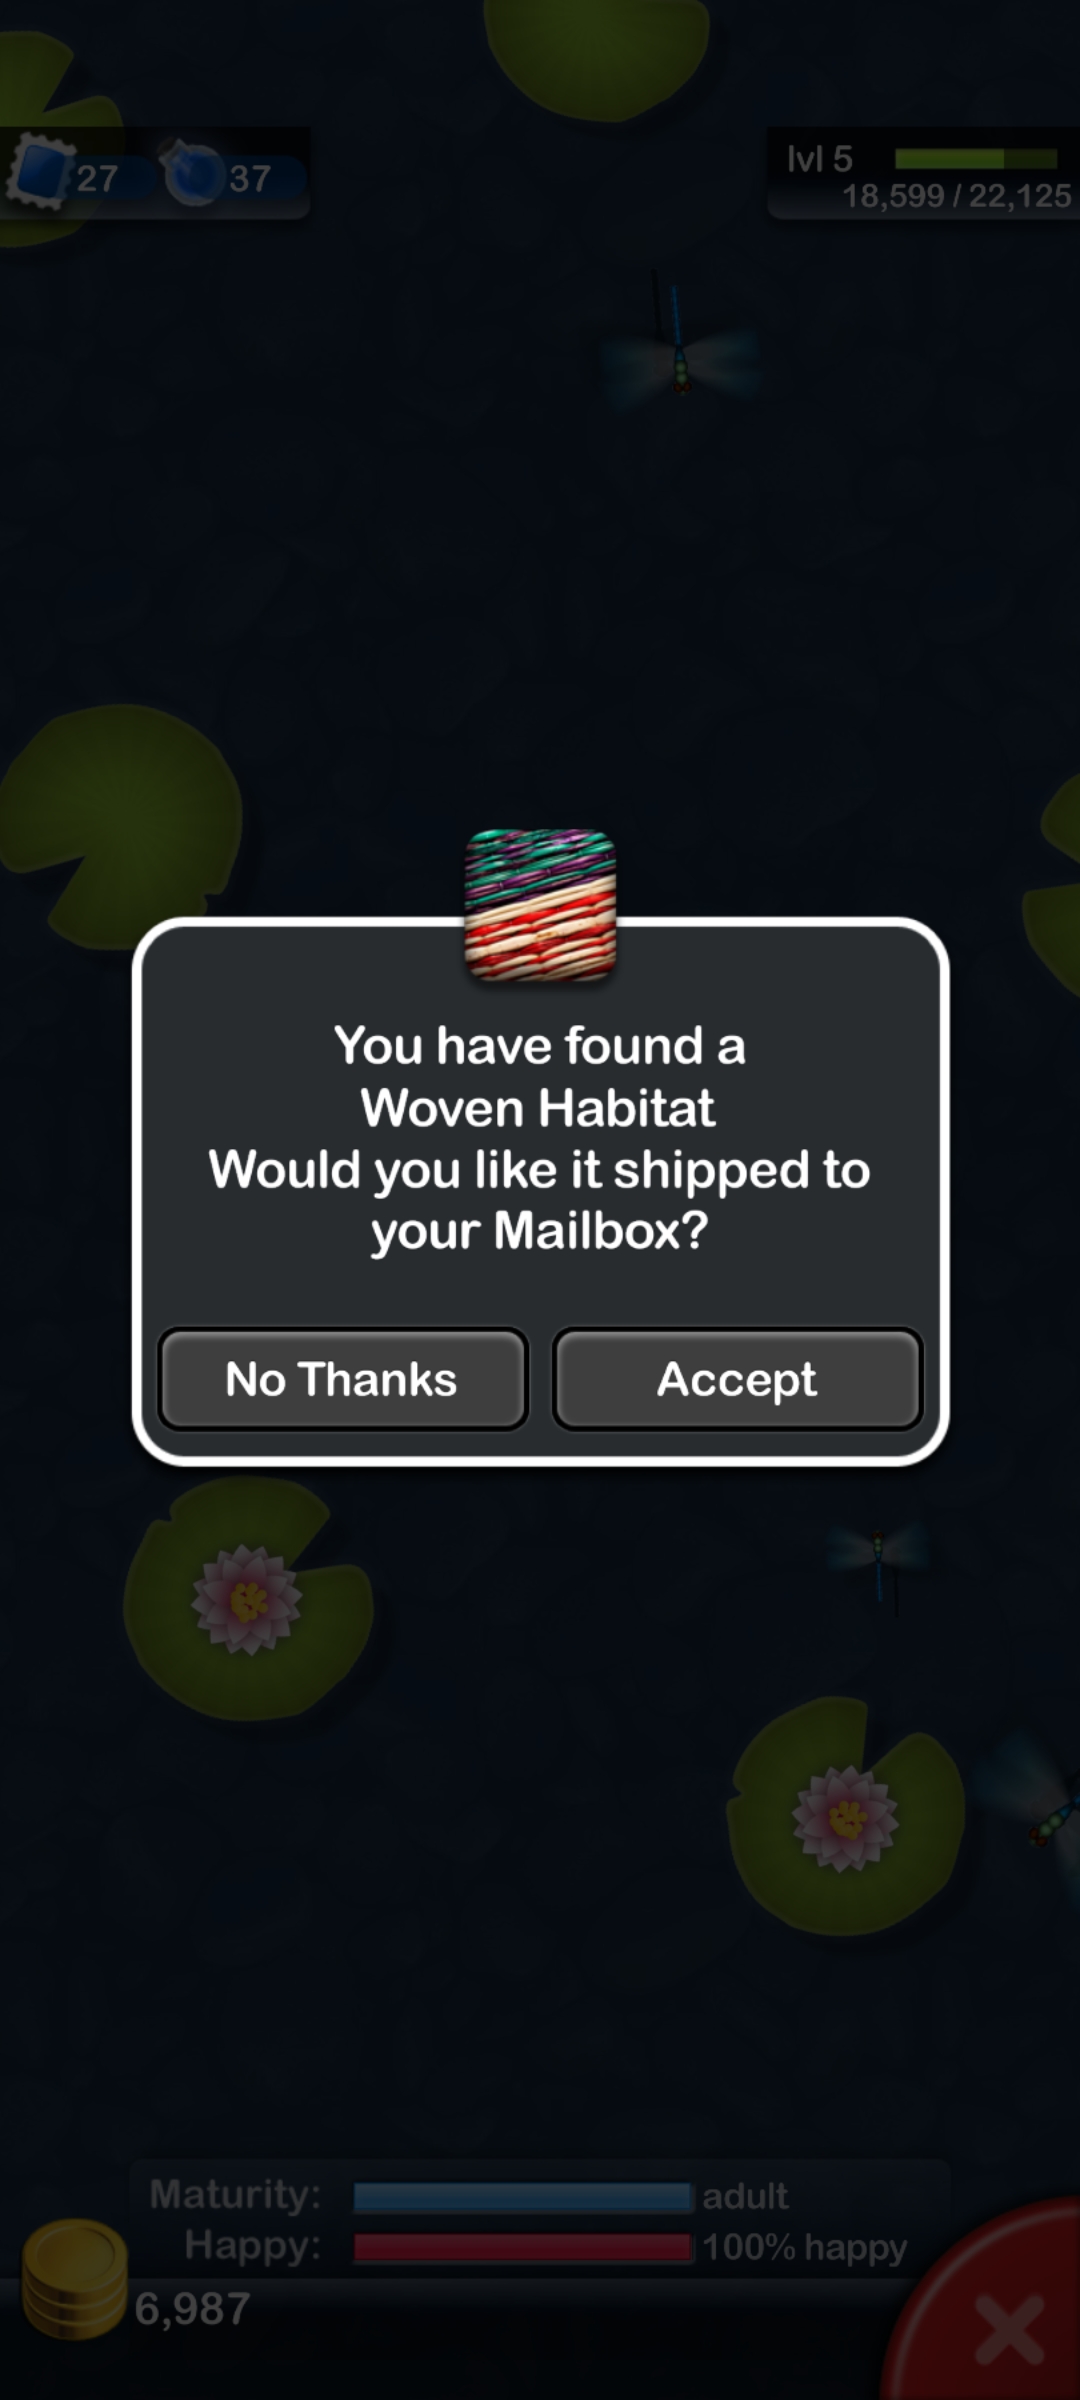 27 37
lvl 5
18,599 / 22,125
You have found a
Woven Habitat
Would you like it shipped to
your Mailbox?
No Thanks Accept
Maturity: adult
Happy: 100% happy
6,987